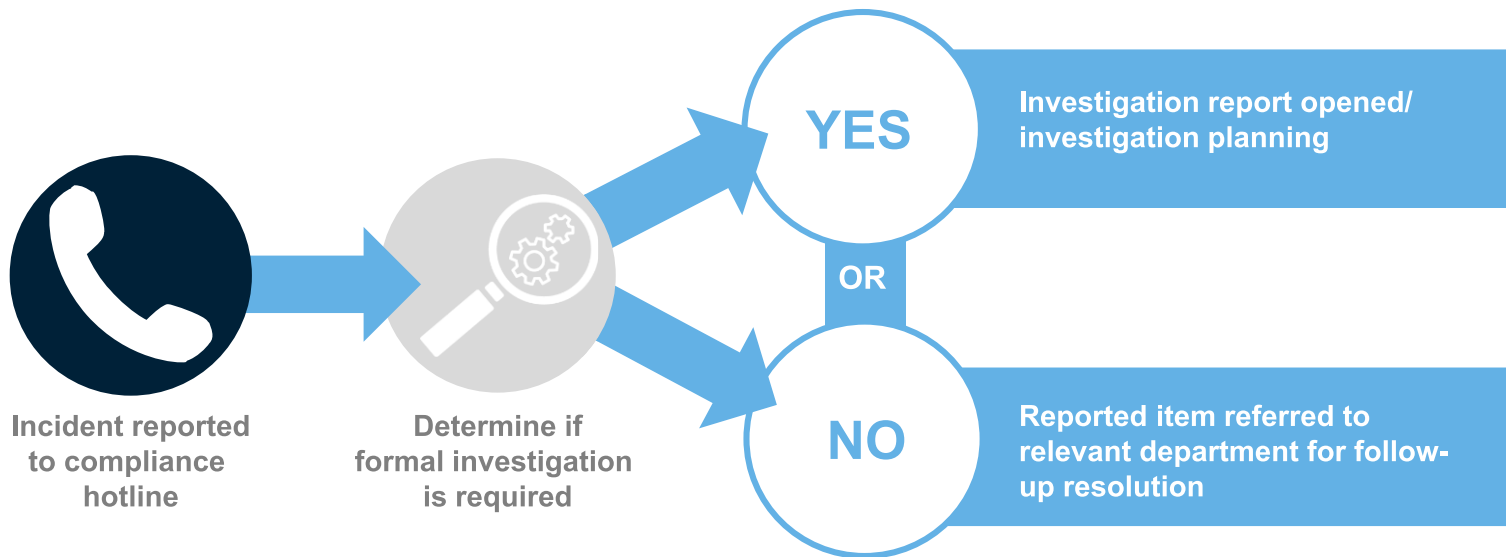 Incident reported
to compliance
hotline
Determine if
formal investigation
is required
YES
Investigation report opened/
investigation planning
OR
NO
Reported item referred to
relevant department for follow-
up resolution